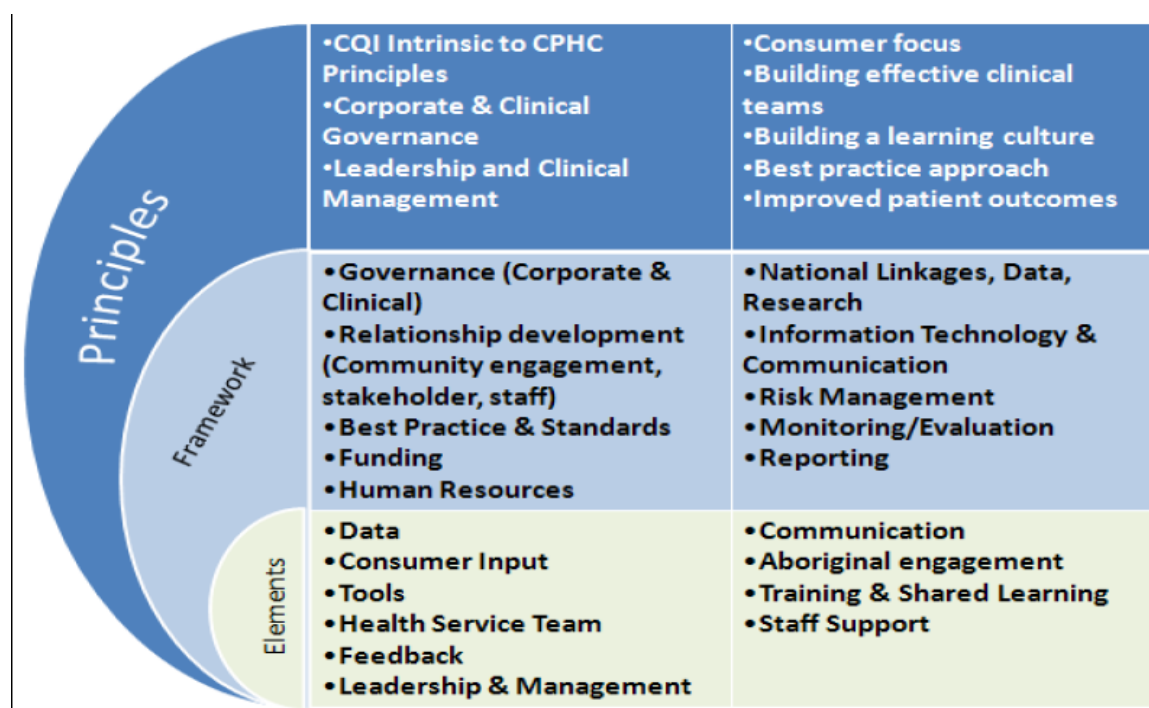 Principles
•CQI Intrinsic to CPHC
Principles
•Corporate & Clinical
Governance
•Leadership and Clinical
Management
•Consumer focus
•Building effective clinical
teams
•Building a learning culture
•Best practice approach
•Improved patient outcomes
Framework
•Governance (Corporate &
Clinical)
•Relationship development
(Community engagement,
stakeholder, staff)
•Best Practice & Standards
•Funding
•Human Resources
•National Linkages, Data,
Research
•Information Technology &
Communication
•Risk Management
•Monitoring/Evaluation
•Reporting
Elements
•Data
•Consumer Input
•Tools
•Health Service Team
•Feedback
•Leadership & Management
•Communication
•Aboriginal engagement
•Training & Shared Learning
•Staff Support